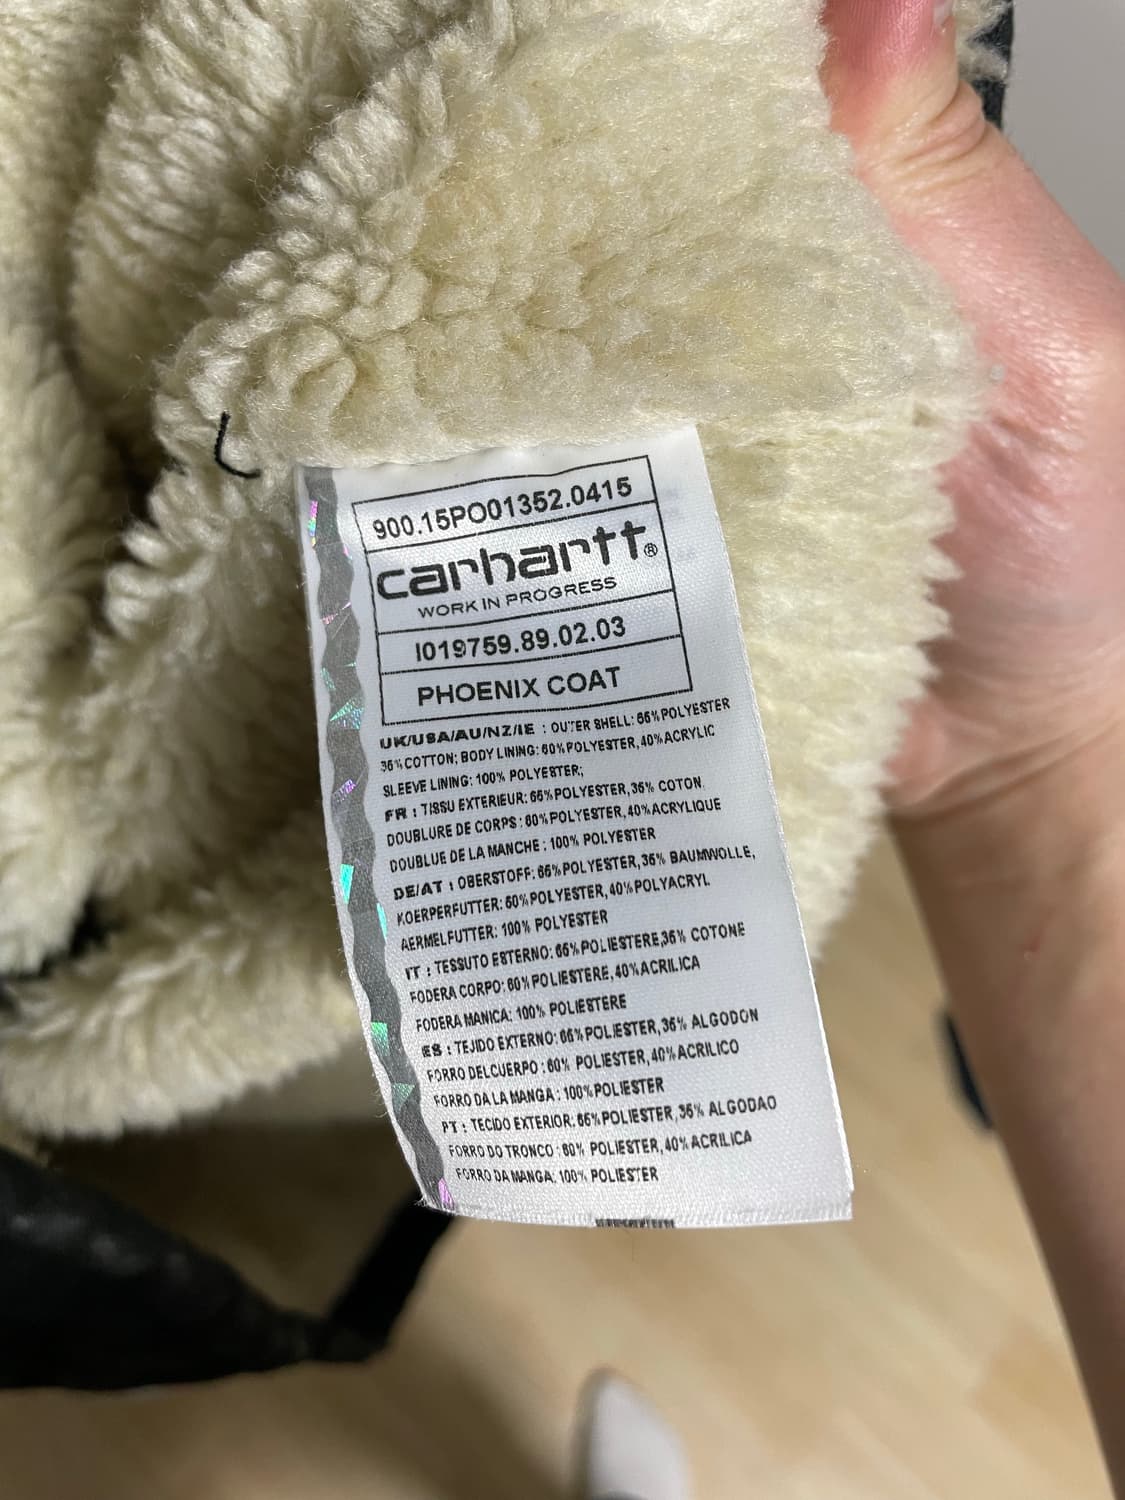 900.15PO01352.0415
carhartt®
WORK IN PROGRESS
I019759.89.02.03
PHOENIX COAT
UK/USA/AU/NZ/IE : OUTER SHELL: 65% POLYESTER
35% COTTON; BODY LINING: 60% POLYESTER, 40% ACRYLIC
SLEEVE LINING: 100% POLYESTER;
FR : TISSU EXTERIEUR: 65% POLYESTER, 35% COTON
DOUBLURE DE CORPS : 60% POLYESTER, 40% ACRYLIQUE
DOUBLUE DE LA MANCHE : 100% POLYESTER
DE/AT : OBERSTOFF: 65% POLYESTER, 35% BAUMWOLLE,
KOERPERFUTTER: 60% POLYESTER, 40% POLYACRYL
AERMELFUTTER: 100% POLYESTER
IT : TESSUTO ESTERNO: 65% POLIESTERE, 35% COTONE
FODERA CORPO: 60% POLIESTERE, 40% ACRILICA
FODERA MANICA: 100% POLIESTERE
ES : TEJIDO EXTERNO: 65% POLIESTER, 35% ALGODON
FORRO DEL CUERPO : 60% POLIESTER, 40% ACRILICO
FORRO DA LA MANGA : 100% POLIESTER
PT : TECIDO EXTERIOR: 65% POLIESTER, 35% ALGODAO
FORRO DO TRONCO : 60% POLIESTER, 40% ACRILICA
FORRO DA MANGA: 100% POLIESTER